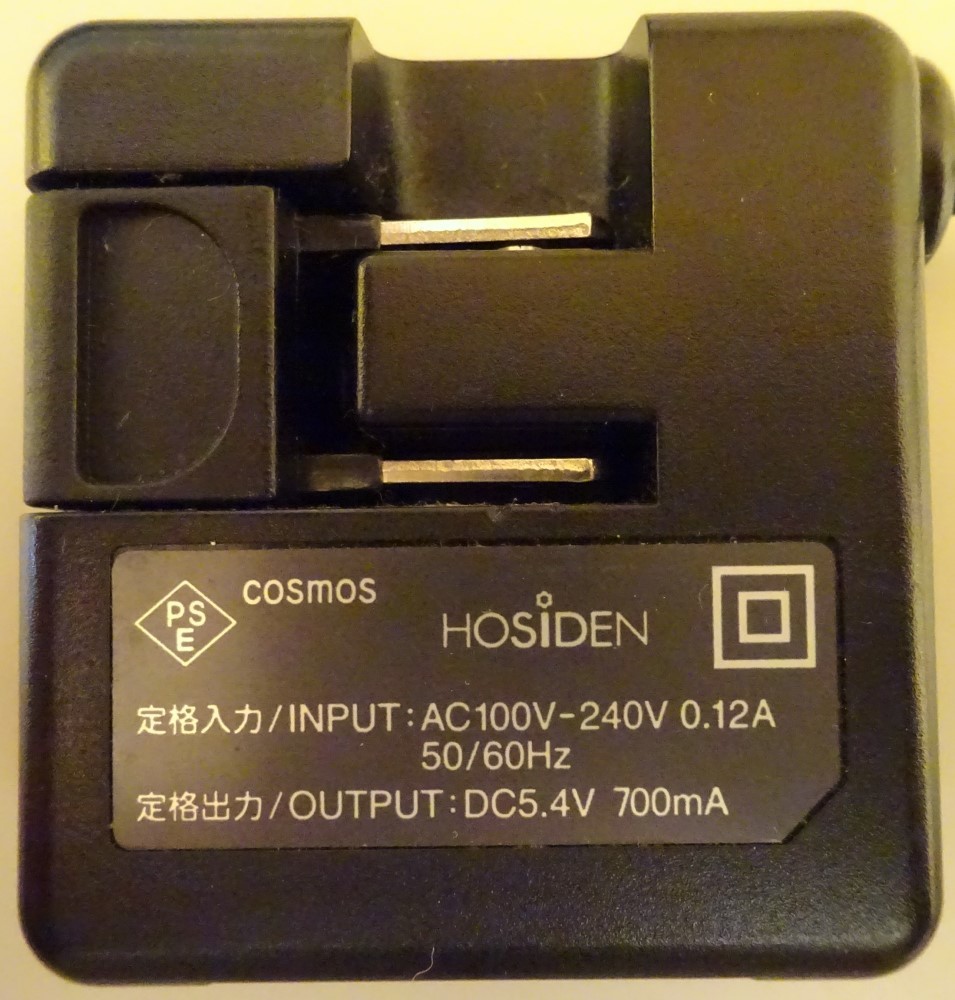 PS
E
cosmos
HOSiDEN
定格入力/INPUT:AC100V-240V 0.12A
50/60Hz
定格出力/OUTPUT:DC5.4V 700mA